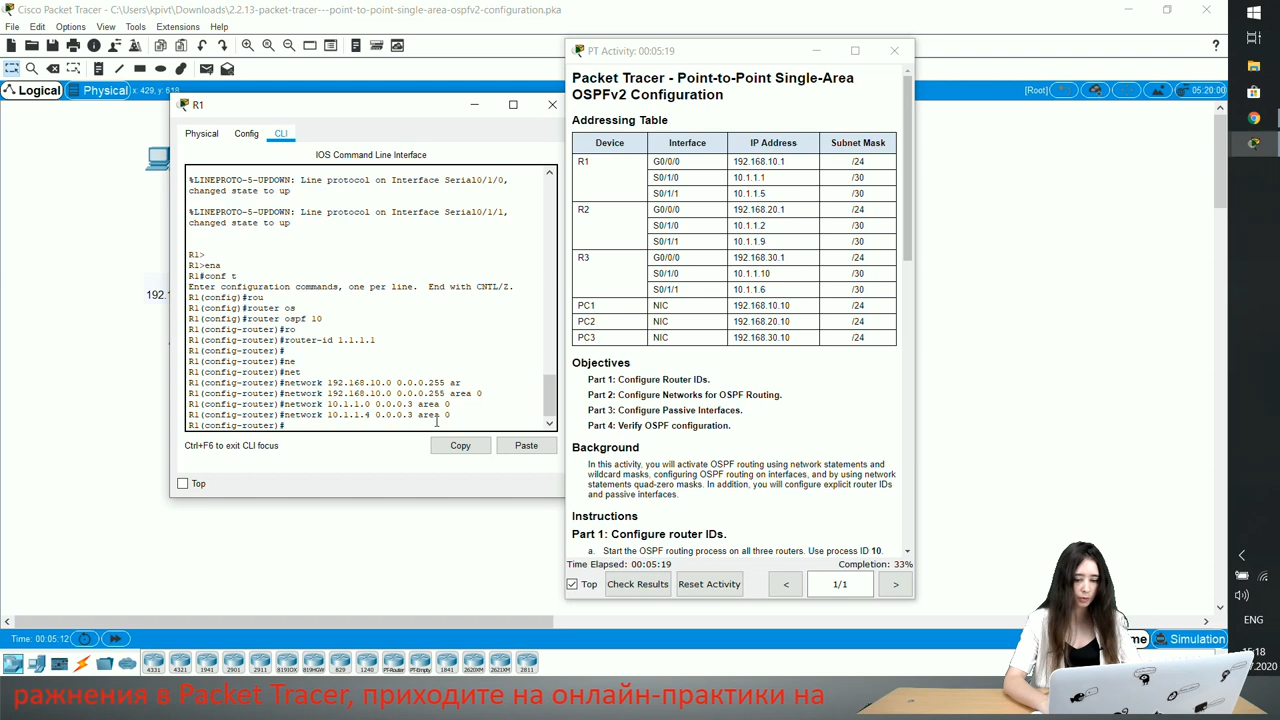 Cisco Packet Tracer - C:\Users\kpivt\Downloads\2.2.13-packet-tracer---point-to-point-single-area-ospfv2-configuration.pka
File Edit Options View Tools Extensions Help
Logical Physical x: 429, y: 618
[Root] 05:20:00
R1
Physical Config CLI
IOS Command Line Interface
%LINEPROTO-5-UPDOWN: Line protocol on Interface Serial0/1/0,
changed state to up
%LINEPROTO-5-UPDOWN: Line protocol on Interface Serial0/1/1,
changed state to up
R1>
R1>ena
R1#conf t
Enter configuration commands, one per line. End with CNTL/Z.
R1(config)#rou
R1(config)#router os
R1(config)#router ospf 10
R1(config-router)#ro
R1(config-router)#router-id 1.1.1.1
R1(config-router)#
R1(config-router)#ne
R1(config-router)#net
R1(config-router)#network 192.168.10.0 0.0.0.255 ar
R1(config-router)#network 192.168.10.0 0.0.0.255 area 0
R1(config-router)#network 10.1.1.0 0.0.0.3 area 0
R1(config-router)#network 10.1.1.4 0.0.0.3 area 0
R1(config-router)#
Ctrl+F6 to exit CLI focus
Copy Paste
Top
192.1
PT Activity: 00:05:19
Packet Tracer - Point-to-Point Single-Area
OSPFv2 Configuration
Addressing Table
Device Interface IP Address Subnet Mask
R1 G0/0/0 192.168.10.1 /24
S0/1/0 10.1.1.1 /30
S0/1/1 10.1.1.5 /30
R2 G0/0/0 192.168.20.1 /24
S0/1/0 10.1.1.2 /30
S0/1/1 10.1.1.9 /30
R3 G0/0/0 192.168.30.1 /24
S0/1/0 10.1.1.10 /30
S0/1/1 10.1.1.6 /30
PC1 NIC 192.168.10.10 /24
PC2 NIC 192.168.20.10 /24
PC3 NIC 192.168.30.10 /24
Objectives
Part 1: Configure Router IDs.
Part 2: Configure Networks for OSPF Routing.
Part 3: Configure Passive Interfaces.
Part 4: Verify OSPF configuration.
Background
In this activity, you will activate OSPF routing using network statements and
wildcard masks, configuring OSPF routing on interfaces, and by using network
statements quad-zero masks. In addition, you will configure explicit router IDs
and passive interfaces.
Instructions
Part 1: Configure router IDs.
a. Start the OSPF routing process on all three routers. Use process ID 10.
Time Elapsed: 00:05:19 Completion: 33%
Top Check Results Reset Activity < 1/1 >
Time: 00:05:12
me Simulation
4331 4321 1941 2901 2911 819IOX 819HGW 829 1240 PT-Router PT-Empty 1841 2620XM 2621XM 2811
ENG
15:18
.2020
ражнения в Packet Tracer, приходите на онлайн-практики на